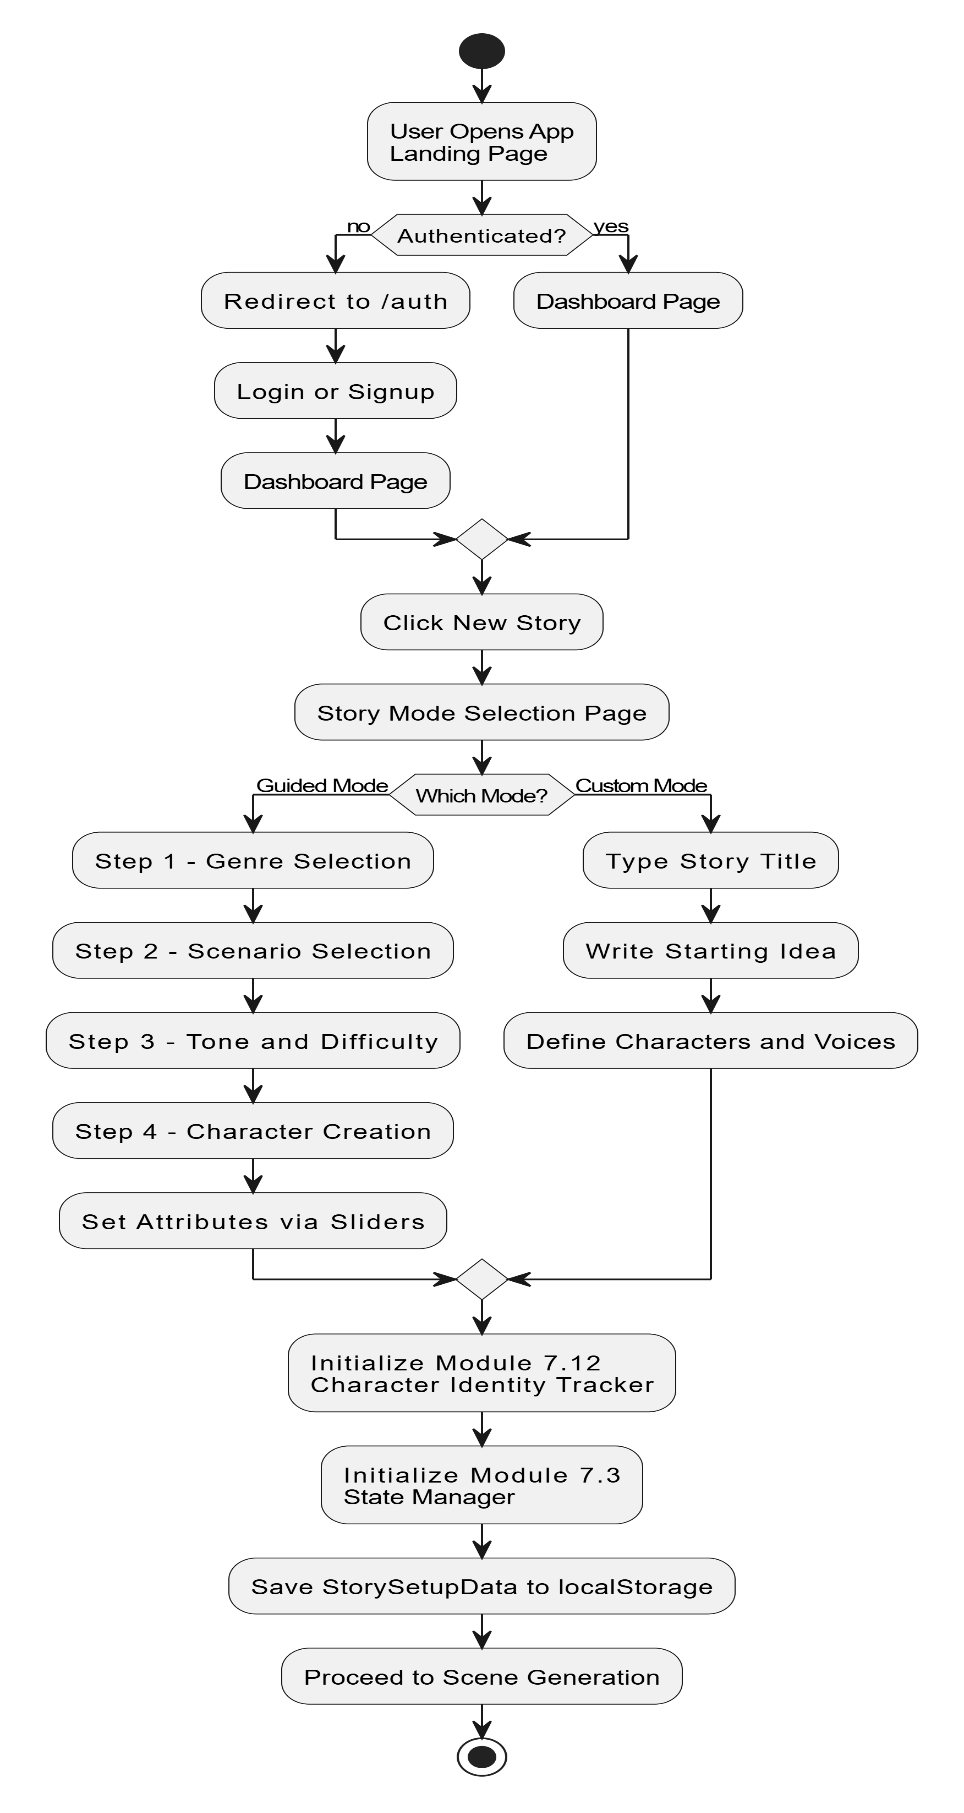 User Opens App
Landing Page
no
Authenticated?
yes
Redirect to /auth
Dashboard Page
Login or Signup
Dashboard Page
Click New Story
Story Mode Selection Page
Guided Mode
Which Mode?
Custom Mode
Step 1 - Genre Selection
Type Story Title
Step 2 - Scenario Selection
Write Starting Idea
Step 3 - Tone and Difficulty
Define Characters and Voices
Step 4 - Character Creation
Set Attributes via Sliders
Initialize Module 7.12
Character Identity Tracker
Initialize Module 7.3
State Manager
Save StorySetupData to localStorage
Proceed to Scene Generation